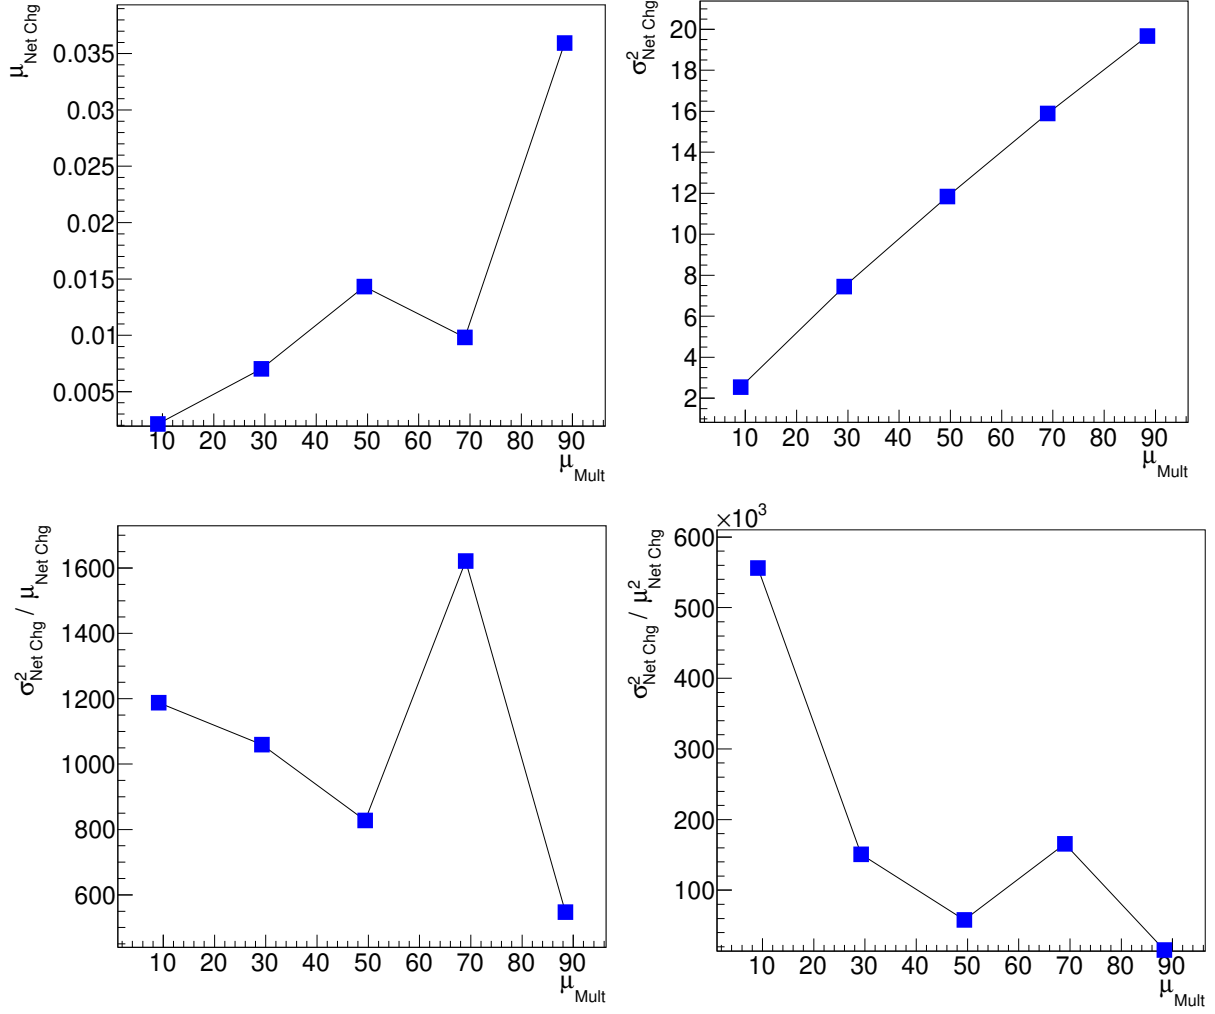 μNet Chg
0.035
0.03
0.025
0.02
0.015
0.01
0.005
10 20 30 40 50 60 70 80 90
μMult
σ²Net Chg
20
18
16
14
12
10
8
6
4
2
10 20 30 40 50 60 70 80 90
μMult
σ²Net Chg / μNet Chg
1600
1400
1200
1000
800
600
10 20 30 40 50 60 70 80 90
μMult
×10³
σ²Net Chg / μ²Net Chg
600
500
400
300
200
100
10 20 30 40 50 60 70 80 90
μMult